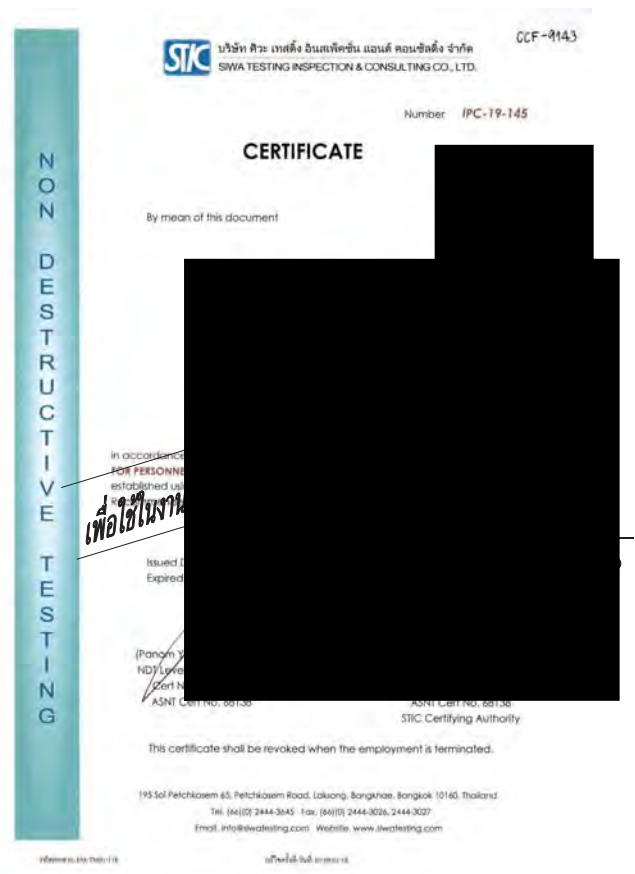 CCF-9143
STIC
บริษัท ศิวะ เทสติ้ง อินสเพ็คชั่น แอนด์ คอนซัลติ้ง จำกัด
SIWA TESTING INSPECTION & CONSULTING CO., LTD.
Number IPC-19-145
CERTIFICATE
By mean of this document
NON DESTRUCTIVE TESTING
in accordance
FOR PERSONNE
established usi
เพื่อใช้ในงาน
Issued D
Expired
(Panom Y
NDT Leve
Cert N
ASNT Cert No. 68138
ASNT Cert No. 68138
STIC Certifying Authority
This certificate shall be revoked when the employment is terminated.
195 Soi Petchkasem 65, Petchkasem Road, Laksong, Bangkhae, Bangkok 10160, Thailand
Tel. (66)(0) 2444-3645 Fax. (66)(0) 2444-3026, 2444-3027
Email. info@siwatesting.com Website. www.siwatesting.com